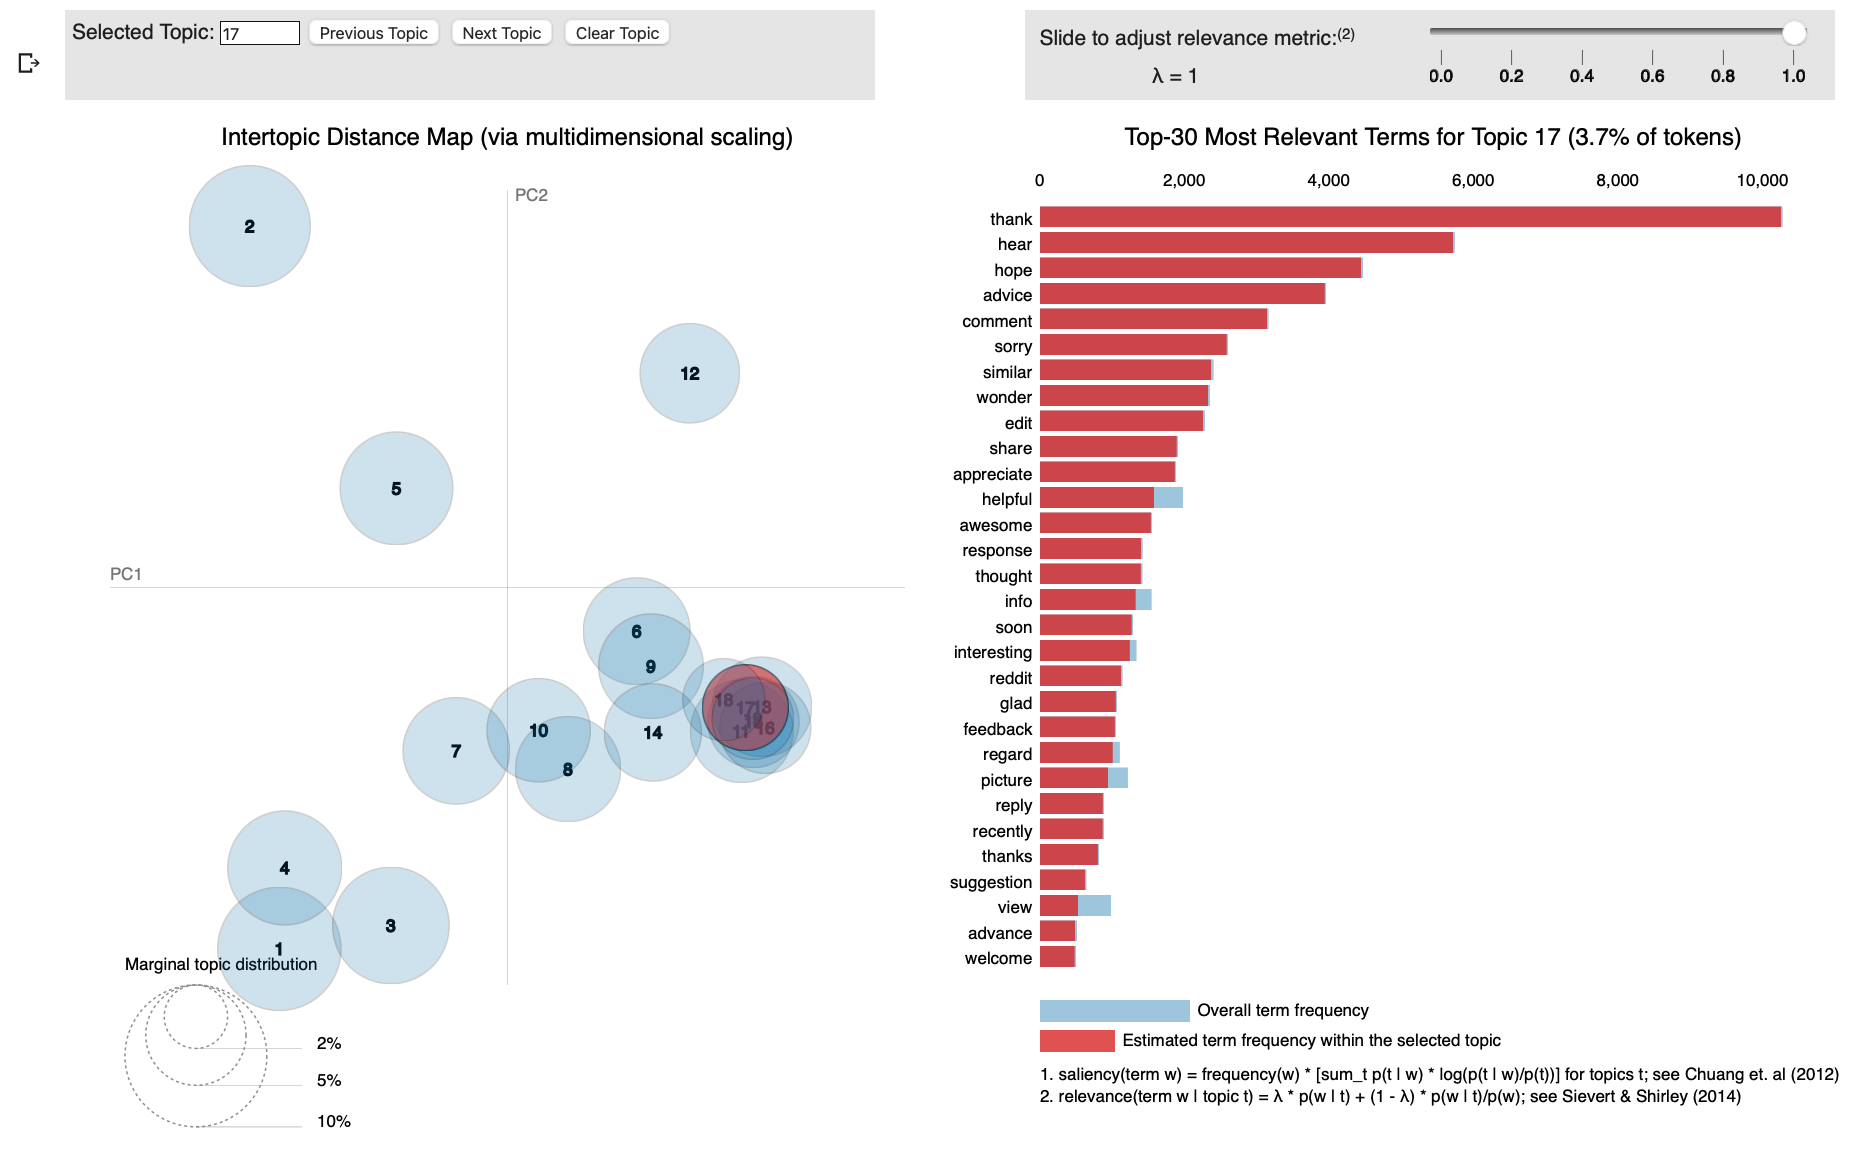 Selected Topic: 17 Previous Topic Next Topic Clear Topic
Slide to adjust relevance metric:(2)
λ = 1
0.0 0.2 0.4 0.6 0.8 1.0
Intertopic Distance Map (via multidimensional scaling)
PC2
PC1
2
12
5
6
9
18
17
13
11
16
14
10
7
8
4
3
1
Marginal topic distribution
2%
5%
10%
Top-30 Most Relevant Terms for Topic 17 (3.7% of tokens)
0 2,000 4,000 6,000 8,000 10,000
thank
hear
hope
advice
comment
sorry
similar
wonder
edit
share
appreciate
helpful
awesome
response
thought
info
soon
interesting
reddit
glad
feedback
regard
picture
reply
recently
thanks
suggestion
view
advance
welcome
Overall term frequency
Estimated term frequency within the selected topic
1. saliency(term w) = frequency(w) * [sum_t p(t | w) * log(p(t | w)/p(t))] for topics t; see Chuang et. al (2012)
2. relevance(term w | topic t) = λ * p(w | t) + (1 - λ) * p(w | t)/p(w); see Sievert & Shirley (2014)